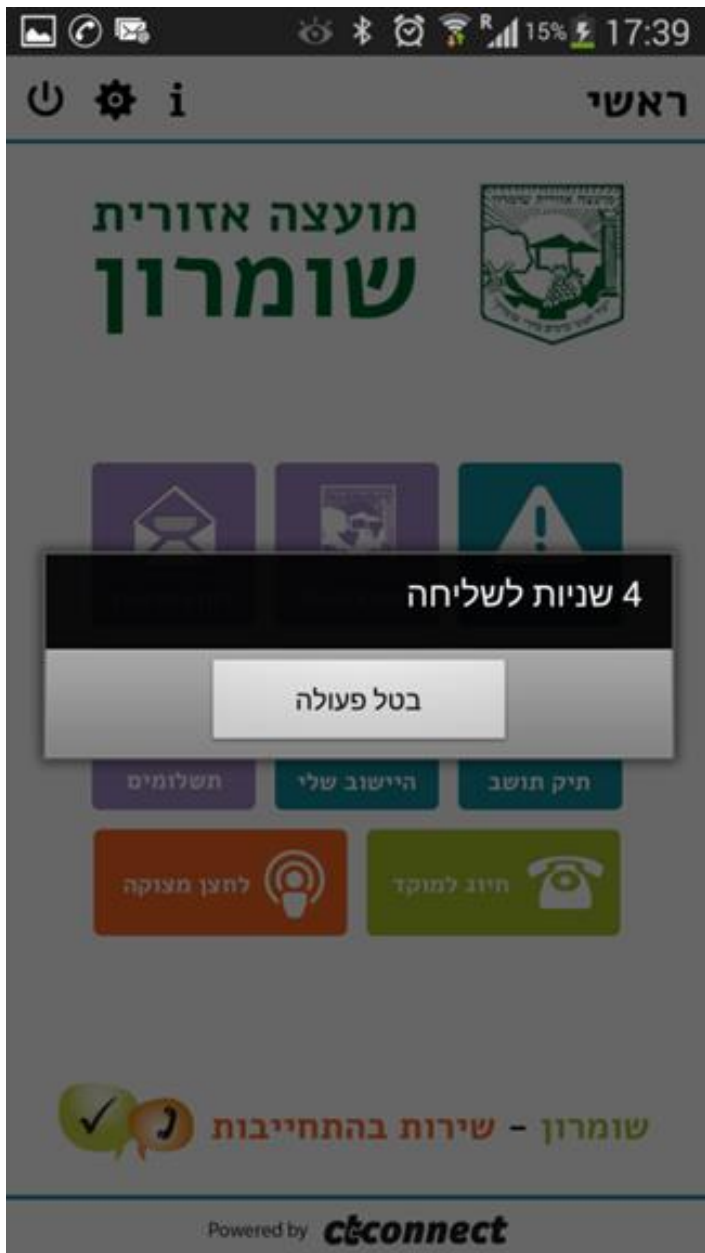 R 15% 17:39
ראשי
מועצה אזורית
שומרון
4 שניות לשליחה
בטל פעולה
תיק תושב
היישוב שלי
תשלומים
חיוג למוקד
לחצן מצוקה
שומרון - שירות בהתחייבות
Powered by ctconnect